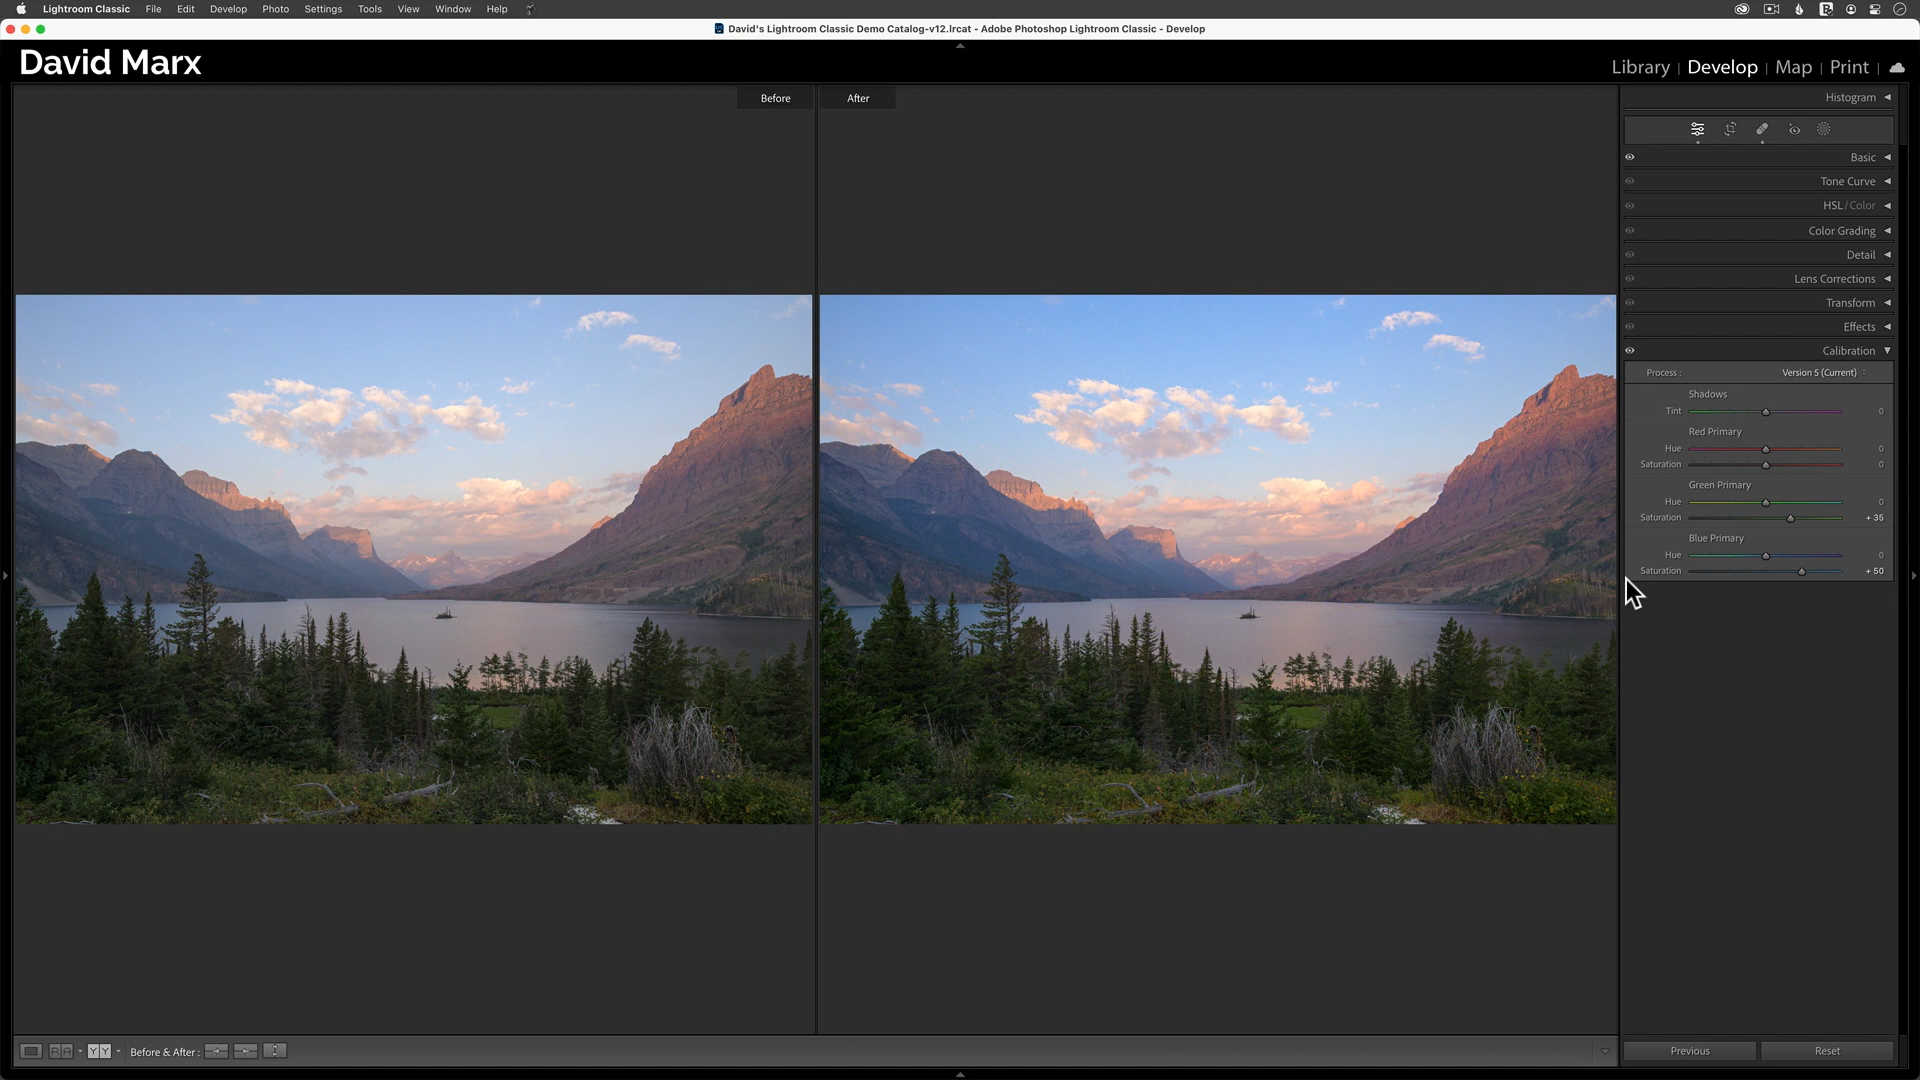 Lightroom Classic File Edit Develop Photo Settings Tools View Window Help
David's Lightroom Classic Demo Catalog-v12.lrcat - Adobe Photoshop Lightroom Classic - Develop
David Marx
Library | Develop | Map | Print |
Before After
Histogram
Basic
Tone Curve
HSL / Color
Color Grading
Detail
Lens Corrections
Transform
Effects
Calibration
Process : Version 5 (Current)
Shadows
Tint 0
Red Primary
Hue 0
Saturation 0
Green Primary
Hue 0
Saturation + 35
Blue Primary
Hue 0
Saturation + 50
RA YY Before & After :
Previous Reset